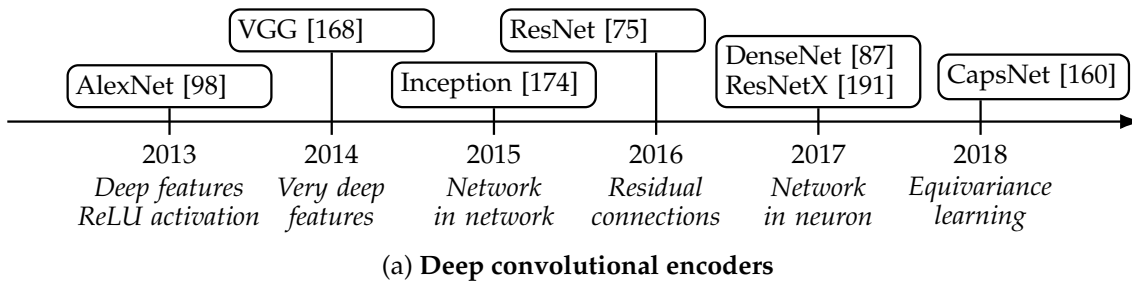 VGG [168]
ResNet [75]
AlexNet [98]
Inception [174]
DenseNet [87]
ResNetX [191]
CapsNet [160]
2013
2014
2015
2016
2017
2018
Deep features
ReLU activation
Very deep
features
Network
in network
Residual
connections
Network
in neuron
Equivariance
learning
(a) Deep convolutional encoders